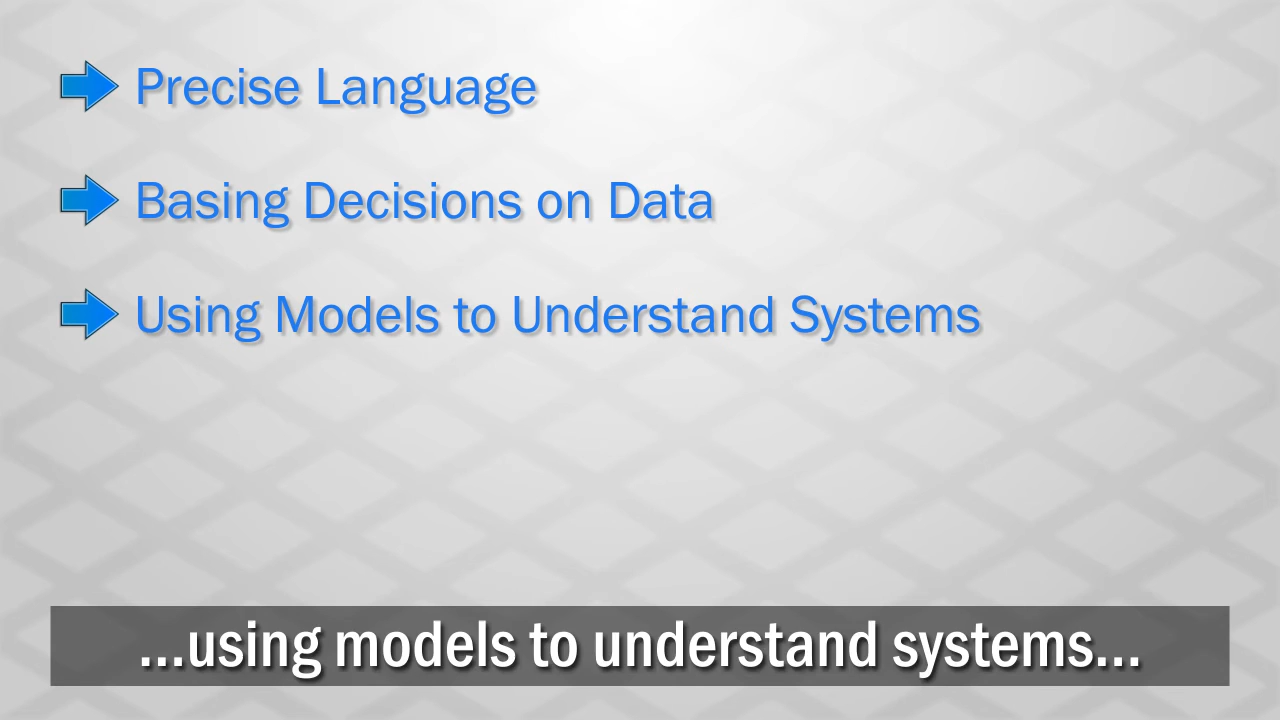 Precise Language
Basing Decisions on Data
Using Models to Understand Systems
...using models to understand systems...